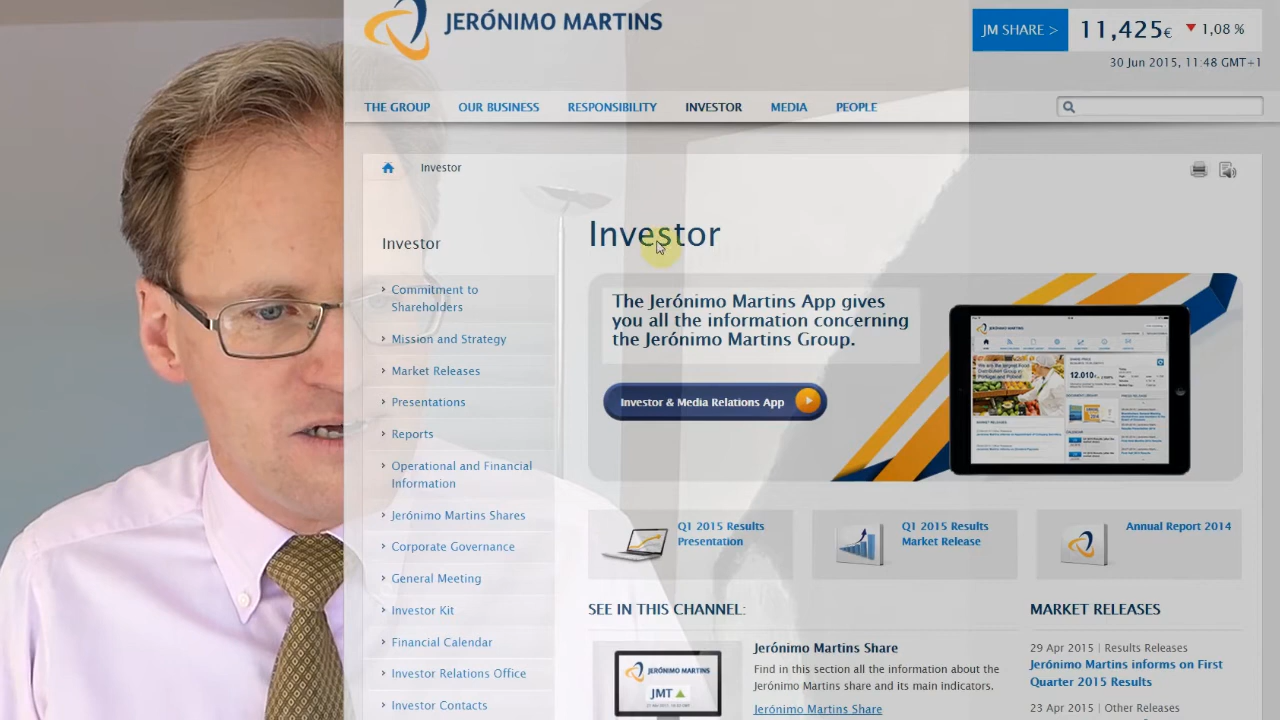 JERÓNIMO MARTINS
JM SHARE > 11,425€ 1,08 %
30 Jun 2015, 11:48 GMT+1
THE GROUP OUR BUSINESS RESPONSIBILITY INVESTOR MEDIA PEOPLE
Investor
Investor
Commitment to
Shareholders
Mission and Strategy
Market Releases
Presentations
Reports
Operational and Financial
Information
Jerónimo Martins Shares
Corporate Governance
General Meeting
Investor Kit
Financial Calendar
Investor Relations Office
Investor Contacts
Investor
The Jerónimo Martins App gives
you all the information concerning
the Jerónimo Martins Group.
Investor & Media Relations App
12.010
Q1 2015 Results
Presentation
Q1 2015 Results
Market Release
Annual Report 2014
SEE IN THIS CHANNEL:
JERÓNIMO MARTINS
JMT
Jerónimo Martins Share
Find in this section all the information about the
Jerónimo Martins share and its main indicators.
Jerónimo Martins Share
MARKET RELEASES
29 Apr 2015 | Results Releases
Jerónimo Martins informs on First
Quarter 2015 Results
23 Apr 2015 | Other Releases